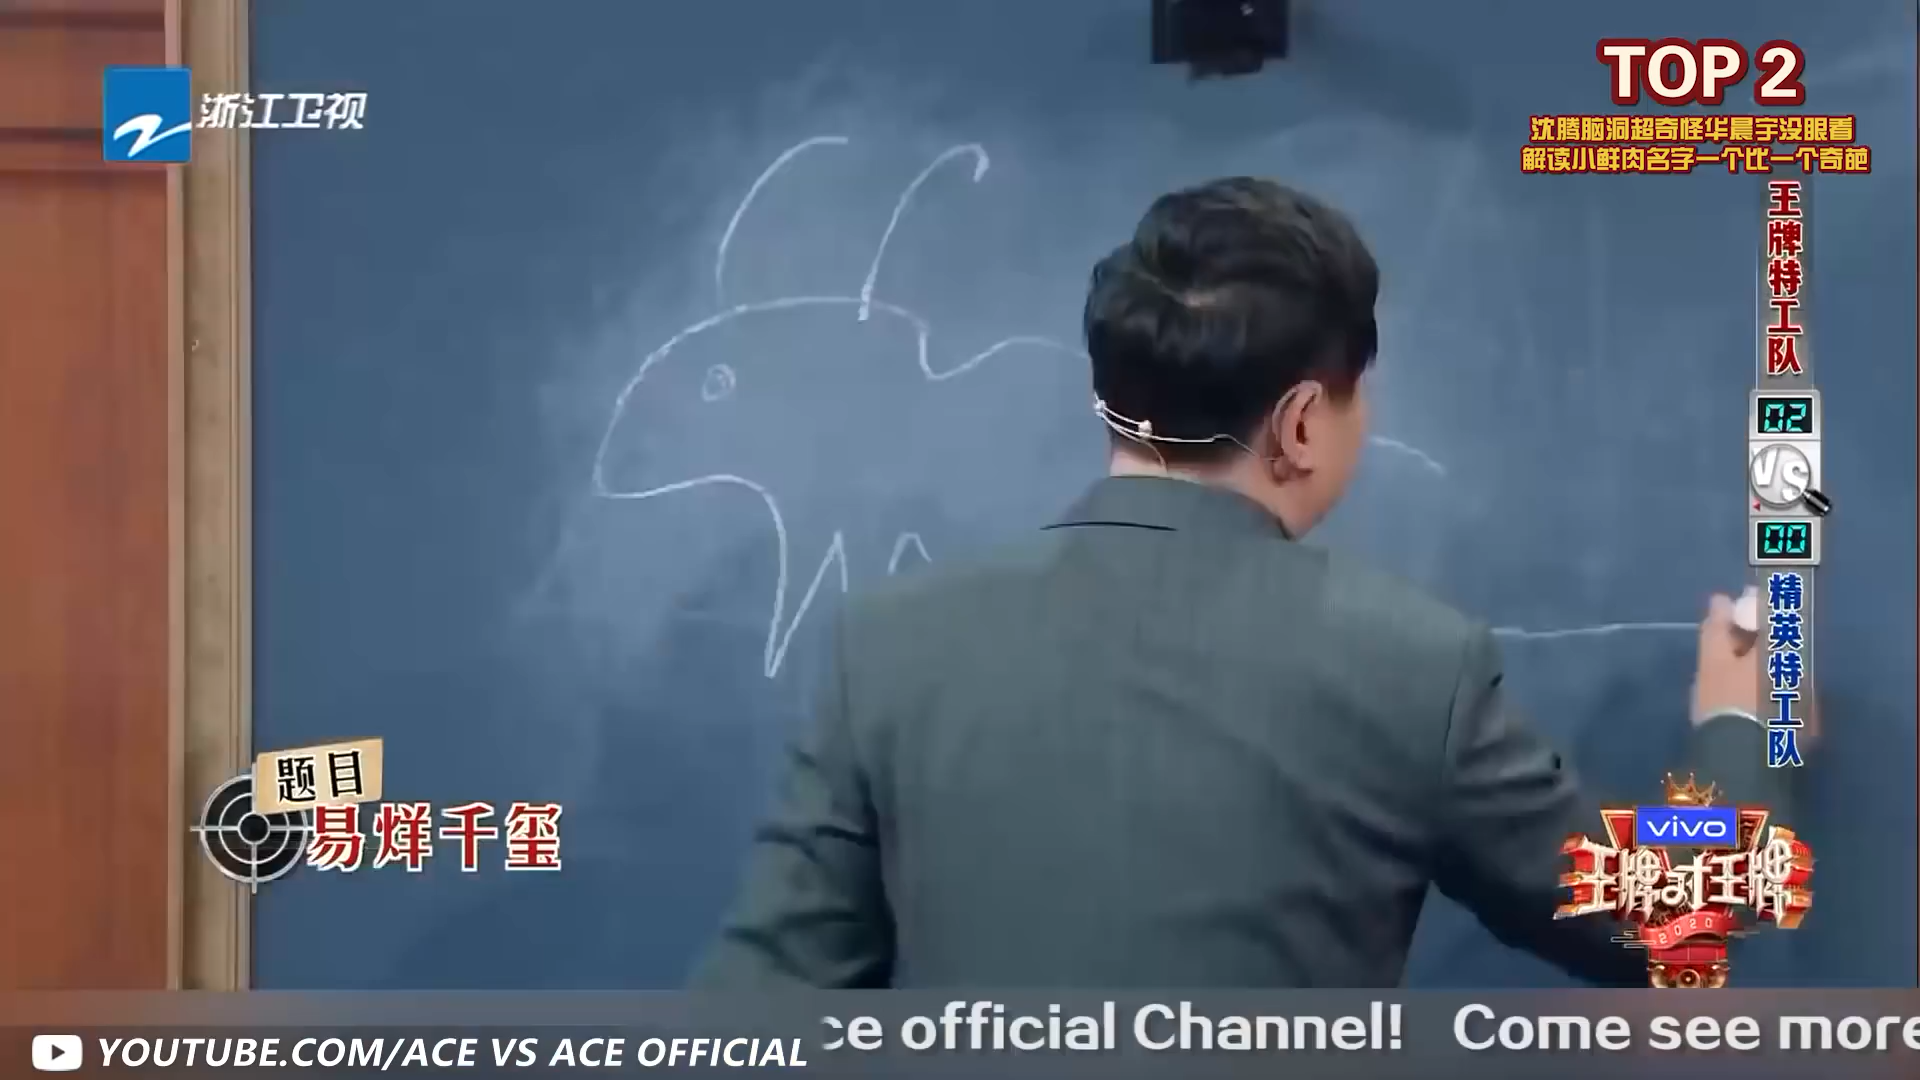 TOP 2
沈腾脑洞超奇怪华晨宇没眼看
解读小鲜肉名字一个比一个奇葩
浙江卫视
王牌特工队
02
VS
00
精英特工队
题目
易烊千玺
vivo
王牌对王牌
2020
ce official Channel! Come see more
YOUTUBE.COM/ACE VS ACE OFFICIAL